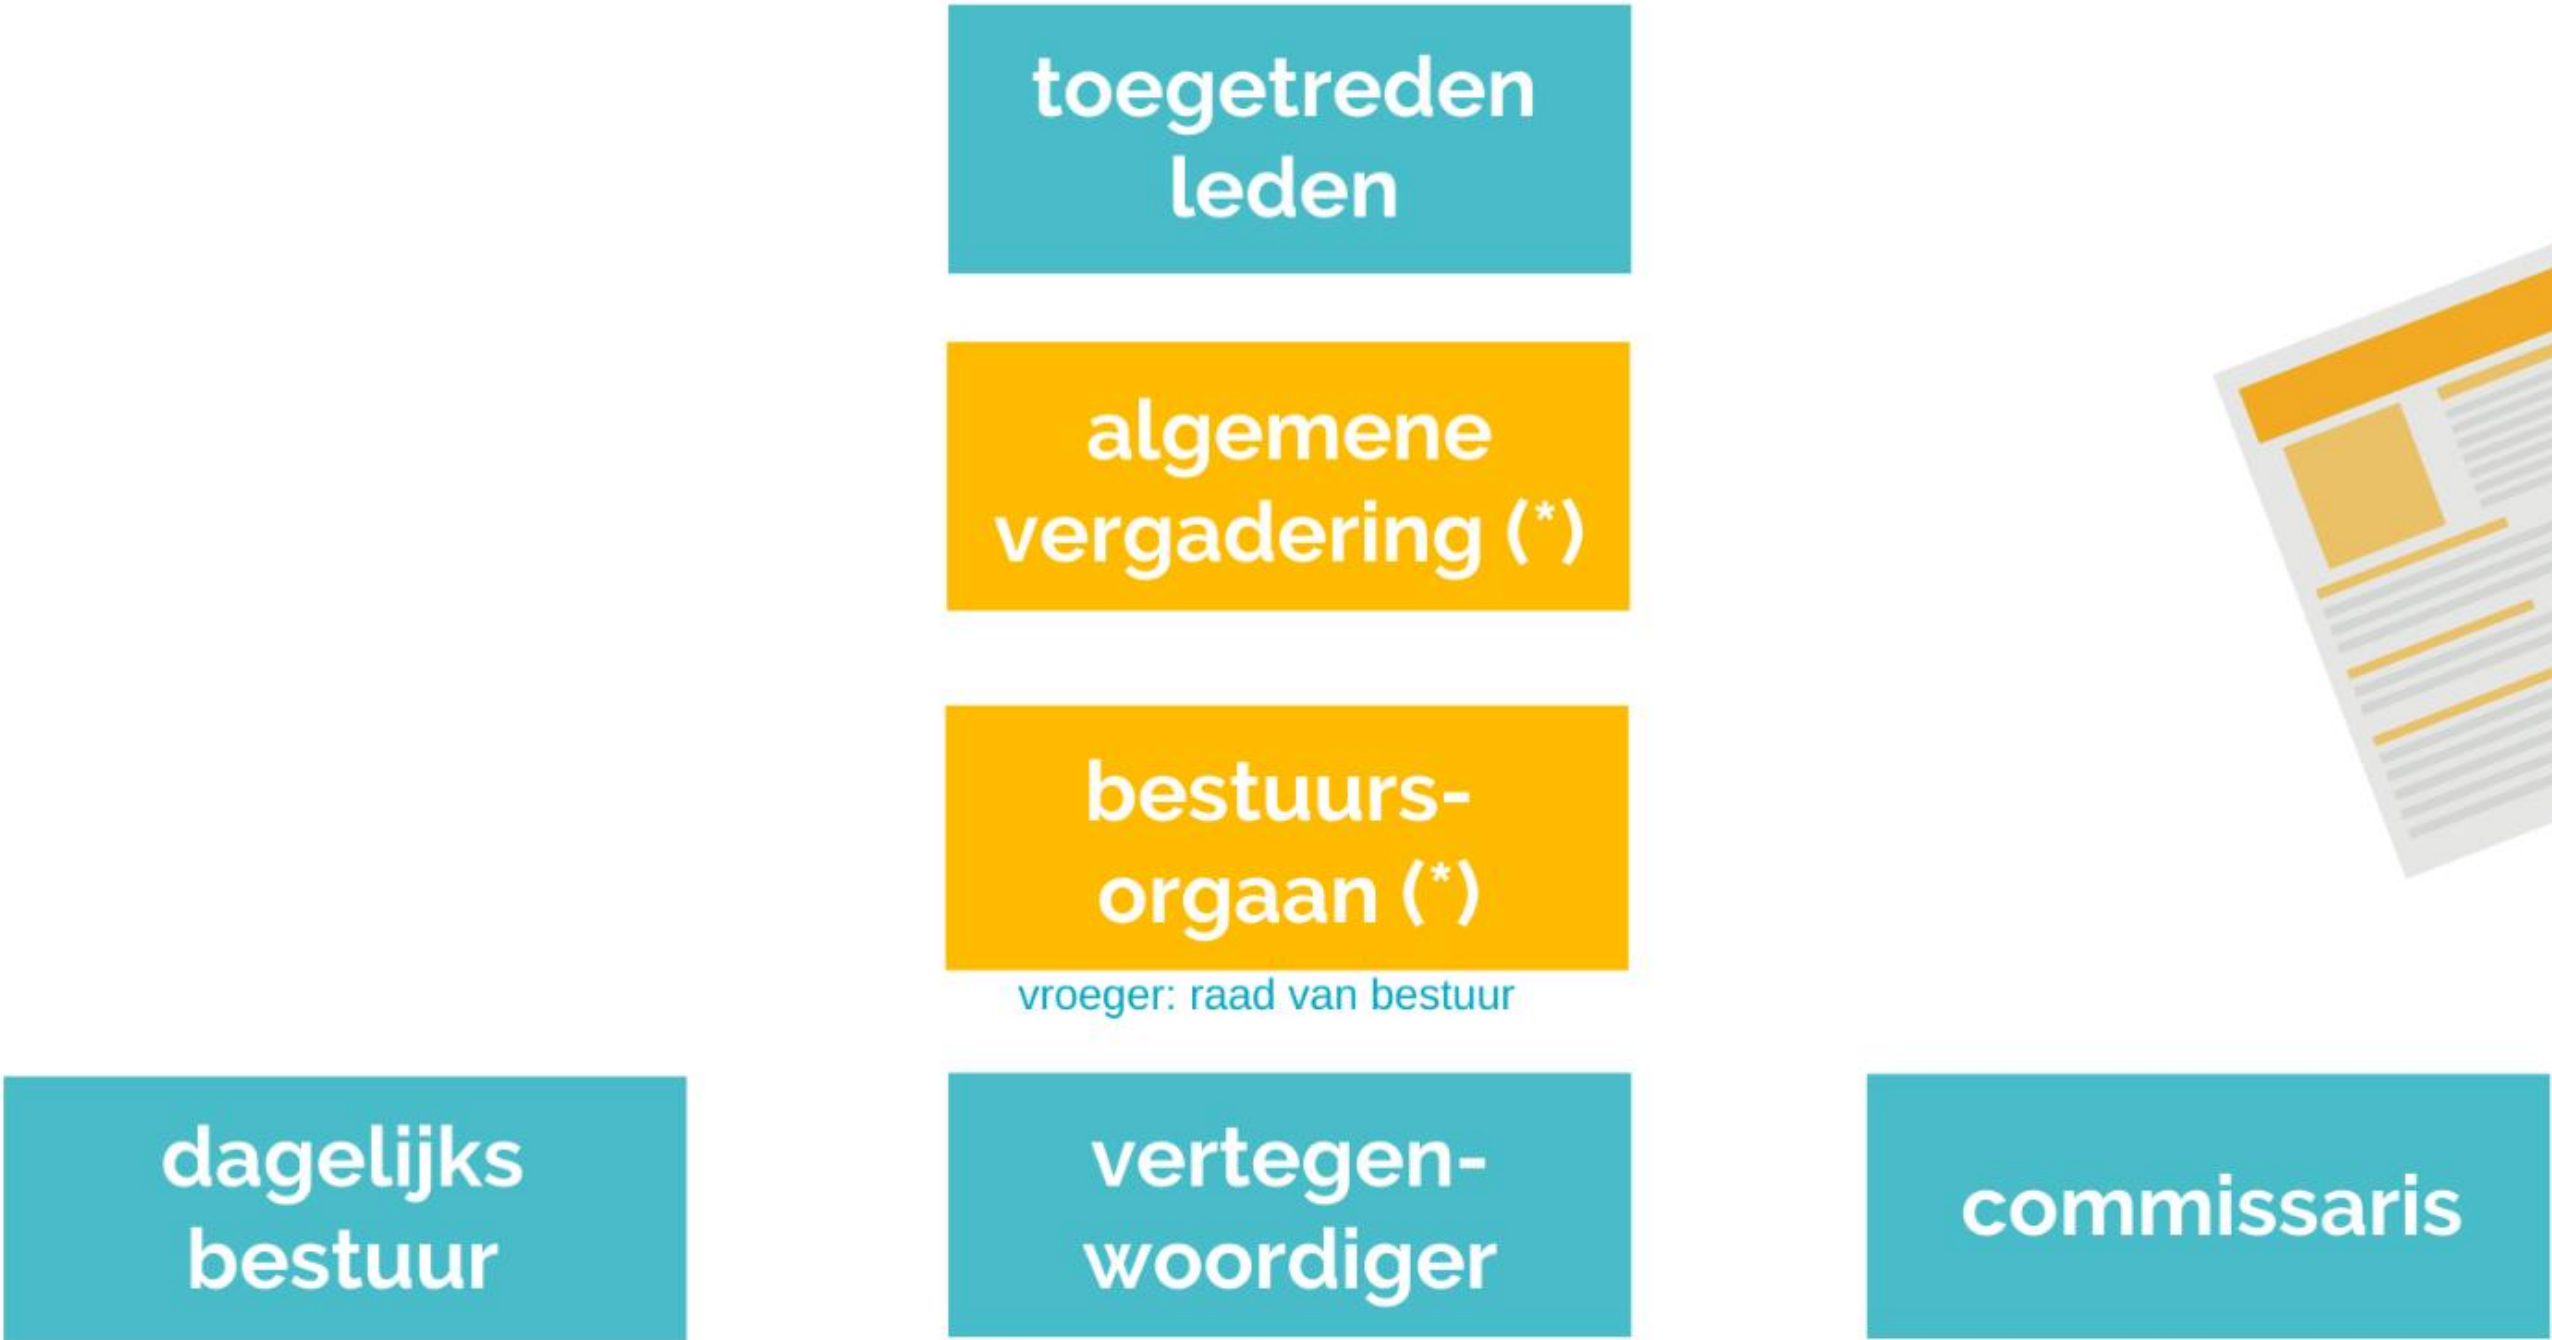 toegetreden
leden
algemene
vergadering (*)
bestuurs-
orgaan (*)
vroeger: raad van bestuur
dagelijks
bestuur
vertegen-
woordiger
commissaris